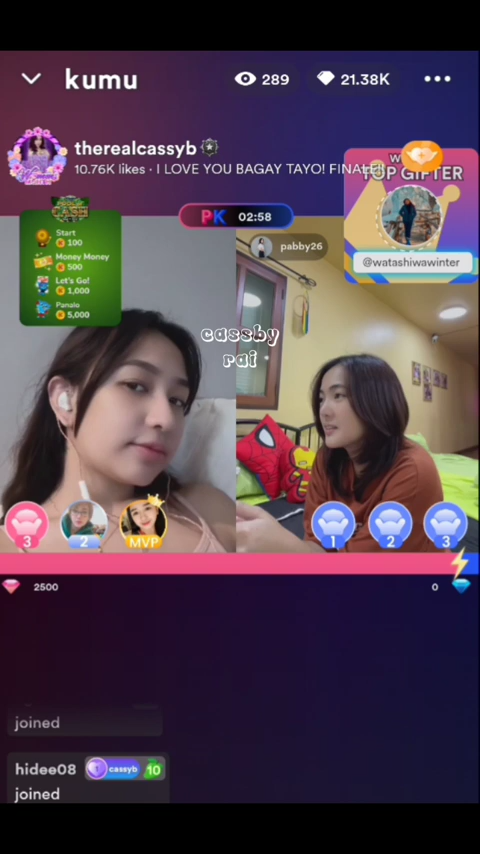 kumu
289
21.38K
therealcassyb
10.76K likes · I LOVE YOU BAGAY TAYO! FINALE!!
TOP GIFTER
@watashiwawinter
PK 02:58
pabby26
Start
100
Money Money
500
Let's Go!
1,000
Panalo
5,000
cassby
rai
3
2
MVP
1
2
3
2500
0
joined
hidee08 cassyb 10
joined